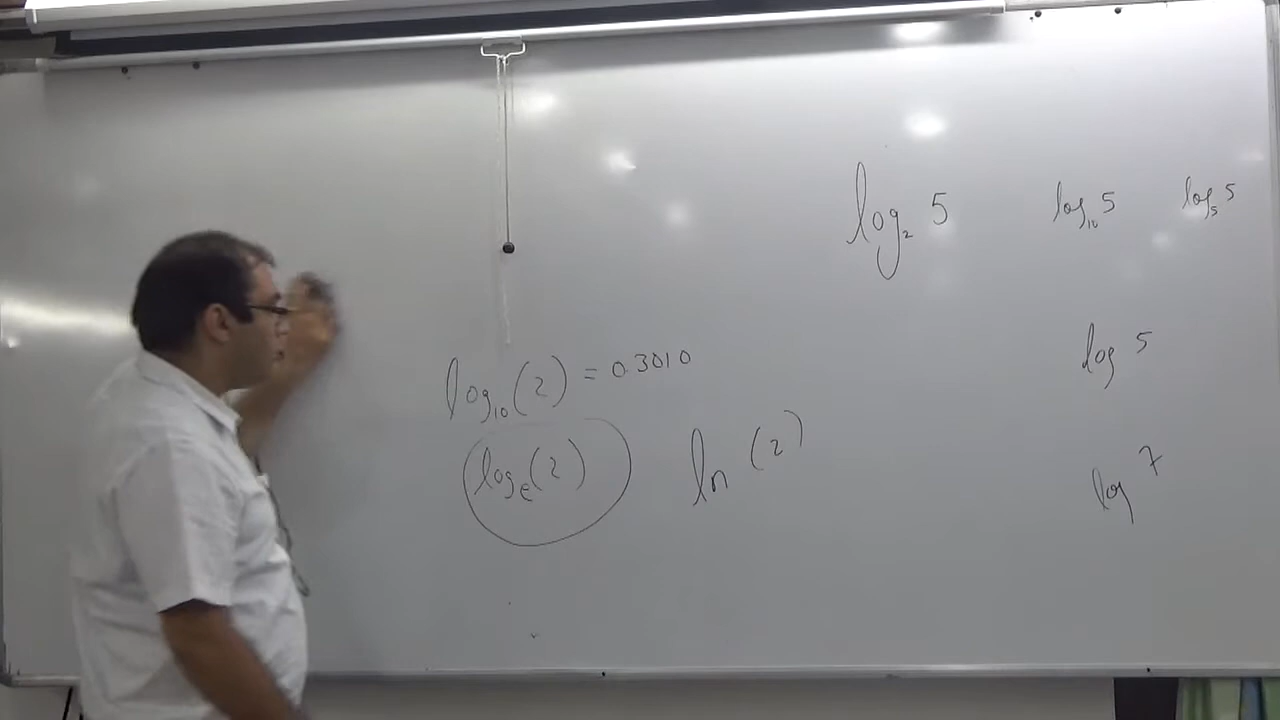 log₂ 5 log₁₀ 5 log₅ 5
log 5
log₁₀(2) = 0.3010
logₑ(2) ln (2)
log 7